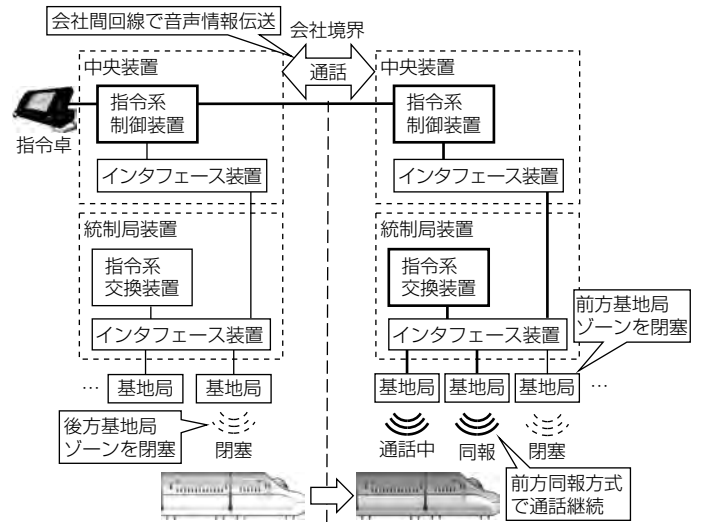 会社間回線で音声情報伝送
会社境界
通話
中央装置
指令系
制御装置
インタフェース装置
指令卓
中央装置
指令系
制御装置
インタフェース装置
統制局装置
指令系
交換装置
インタフェース装置
統制局装置
指令系
交換装置
インタフェース装置
前方基地局
ゾーンを閉塞
… 基地局 基地局
基地局 基地局 基地局 …
後方基地局
ゾーンを閉塞
閉塞
通話中 同報 閉塞
前方同報方式
で通話継続